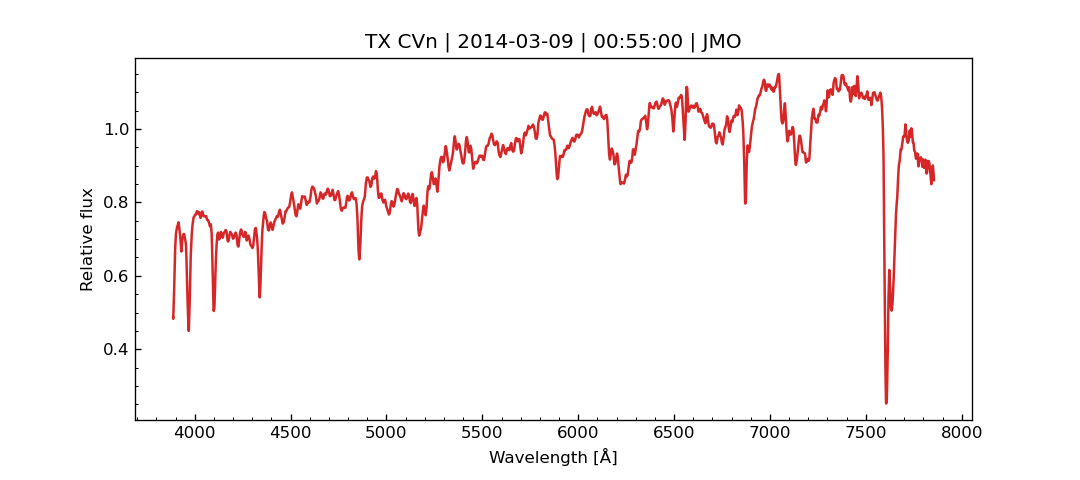 TX CVn | 2014-03-09 | 00:55:00 | JMO
Relative flux
1.0
0.8
0.6
0.4
4000 4500 5000 5500 6000 6500 7000 7500 8000
Wavelength [Å]